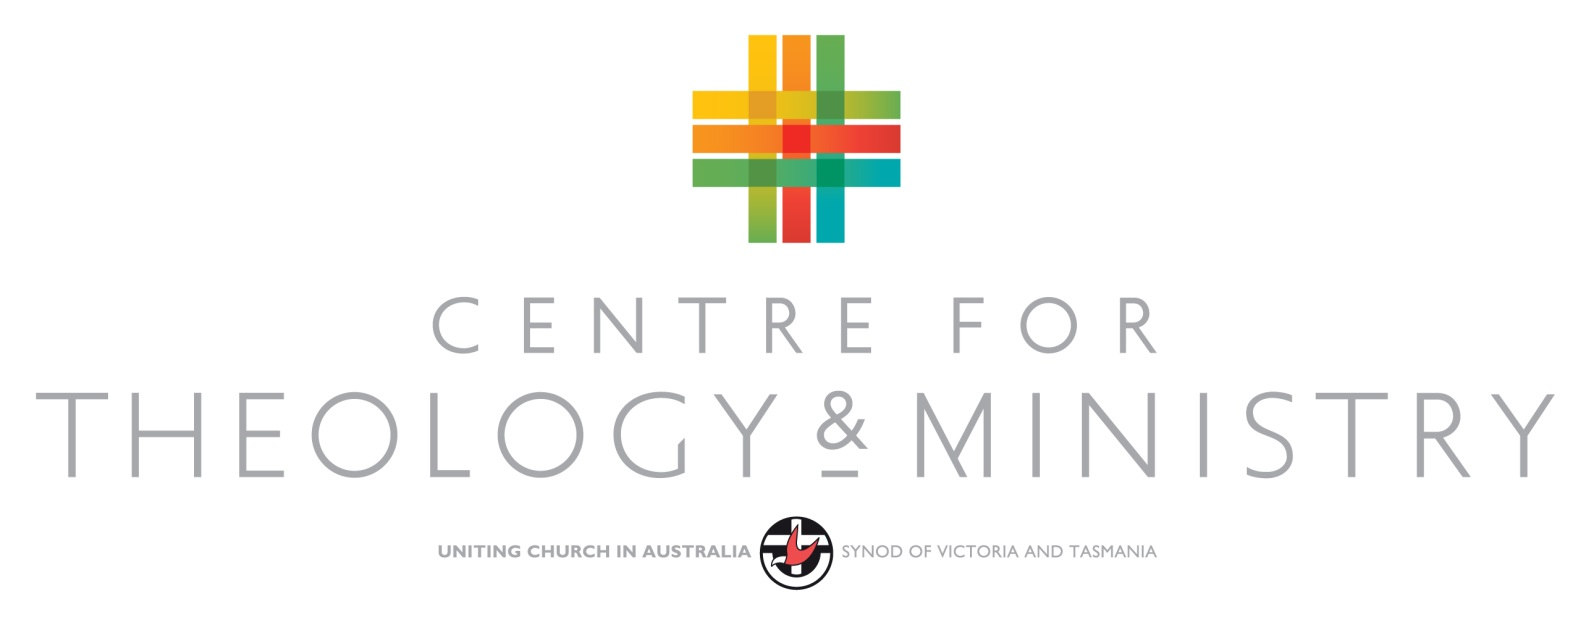 CENTRE FOR
THEOLOGY & MINISTRY
UNITING CHURCH IN AUSTRALIA SYNOD OF VICTORIA AND TASMANIA